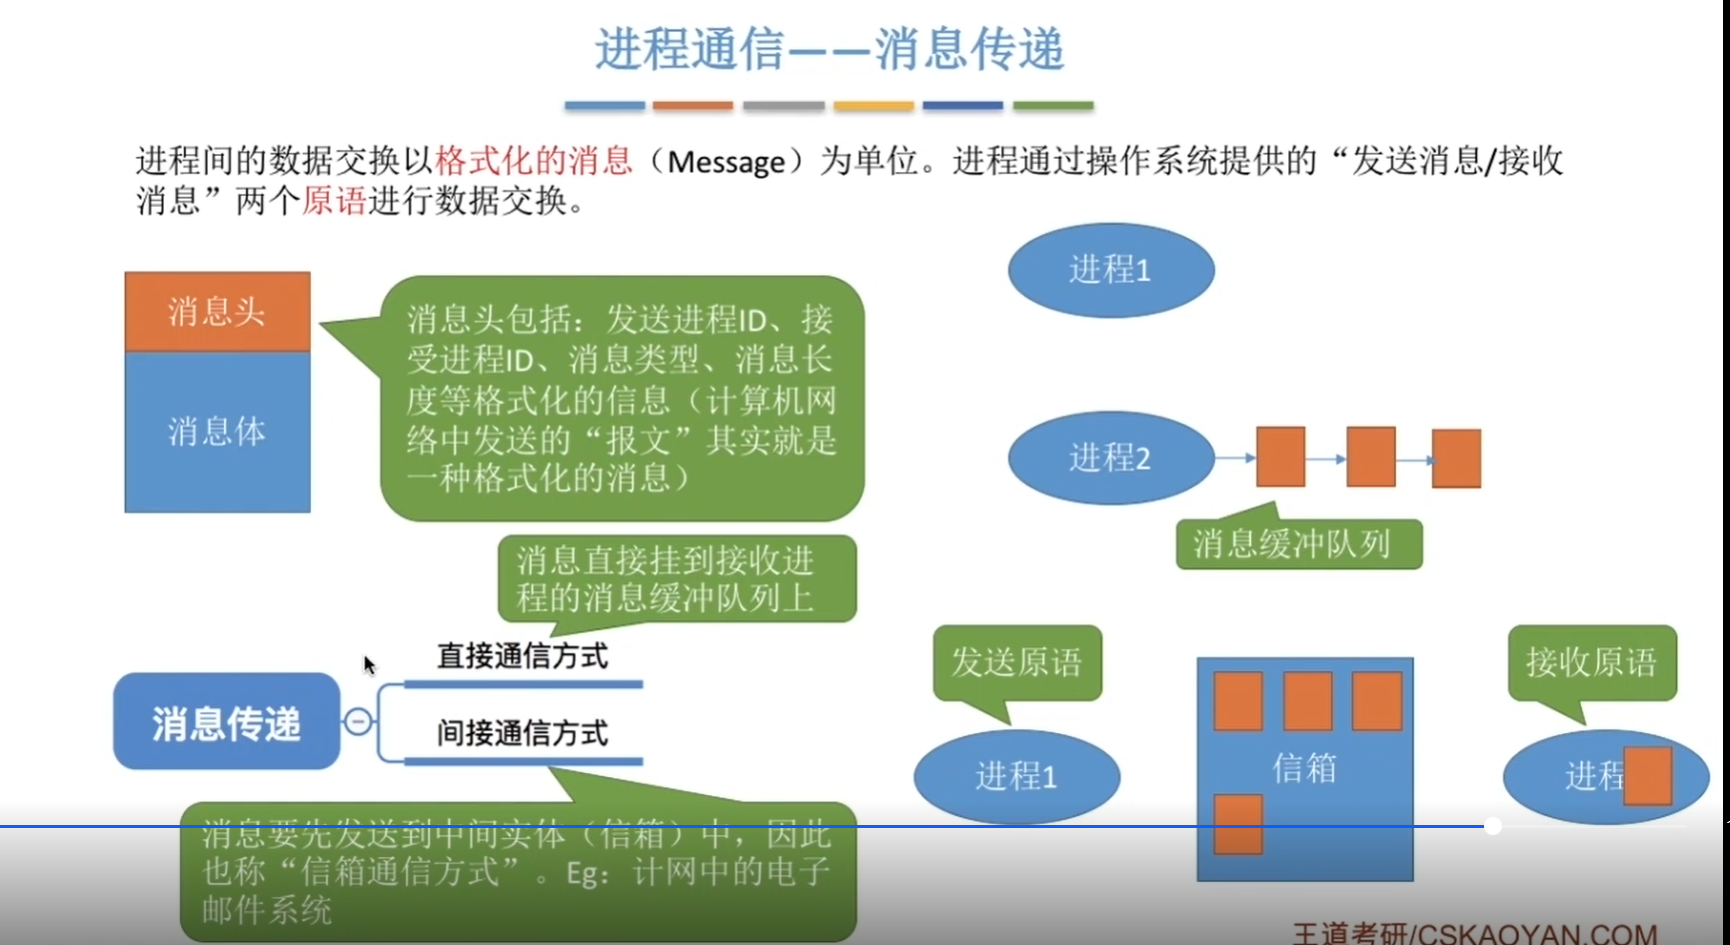 进程通信——消息传递
进程间的数据交换以格式化的消息（Message）为单位。进程通过操作系统提供的“发送消息/接收
消息”两个原语进行数据交换。
消息头
消息体
消息头包括：发送进程ID、接
受进程ID、消息类型、消息长
度等格式化的信息（计算机网
络中发送的“报文”其实就是
一种格式化的消息）
进程1
进程2
消息缓冲队列
消息直接挂到接收进
程的消息缓冲队列上
直接通信方式
消息传递
间接通信方式
消息要先发送到中间实体（信箱）中，因此
也称“信箱通信方式”。Eg：计网中的电子
邮件系统
发送原语
进程1
信箱
接收原语
进程
王道考研/CSKAOYAN.COM